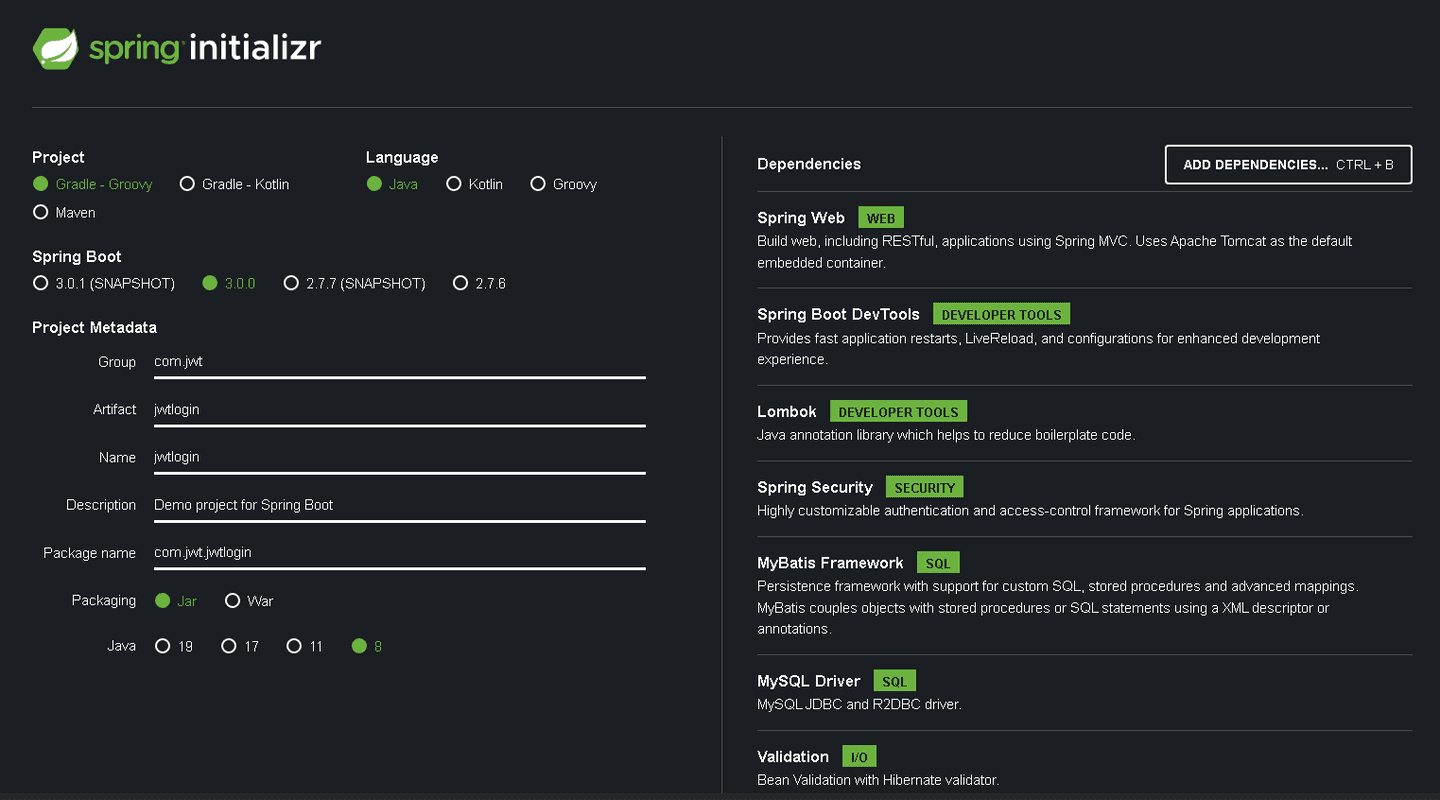 spring initializr
Project
Gradle - Groovy Gradle - Kotlin
Maven
Language
Java Kotlin Groovy
Spring Boot
3.0.1 (SNAPSHOT) 3.0.0 2.7.7 (SNAPSHOT) 2.7.6
Project Metadata
Group com.jwt
Artifact jwtlogin
Name jwtlogin
Description Demo project for Spring Boot
Package name com.jwt.jwtlogin
Packaging Jar War
Java 19 17 11 8
Dependencies
ADD DEPENDENCIES... CTRL + B
Spring Web WEB
Build web, including RESTful, applications using Spring MVC. Uses Apache Tomcat as the default
embedded container.
Spring Boot DevTools DEVELOPER TOOLS
Provides fast application restarts, LiveReload, and configurations for enhanced development
experience.
Lombok DEVELOPER TOOLS
Java annotation library which helps to reduce boilerplate code.
Spring Security SECURITY
Highly customizable authentication and access-control framework for Spring applications.
MyBatis Framework SQL
Persistence framework with support for custom SQL, stored procedures and advanced mappings.
MyBatis couples objects with stored procedures or SQL statements using a XML descriptor or
annotations.
MySQL Driver SQL
MySQL JDBC and R2DBC driver.
Validation I/O
Bean Validation with Hibernate validator.